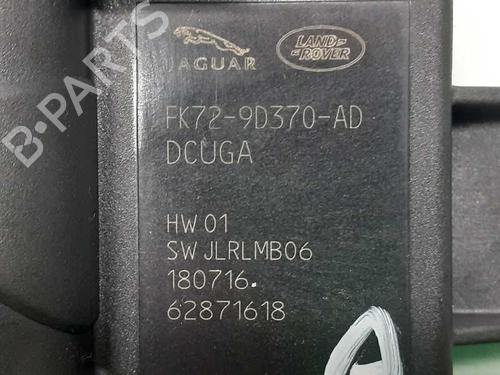 JAGUAR
LAND
ROVER
FK72-9D370-AD
DCUGA
HW 01
SW JLRLMB06
180716.
62871618
B-PARTS